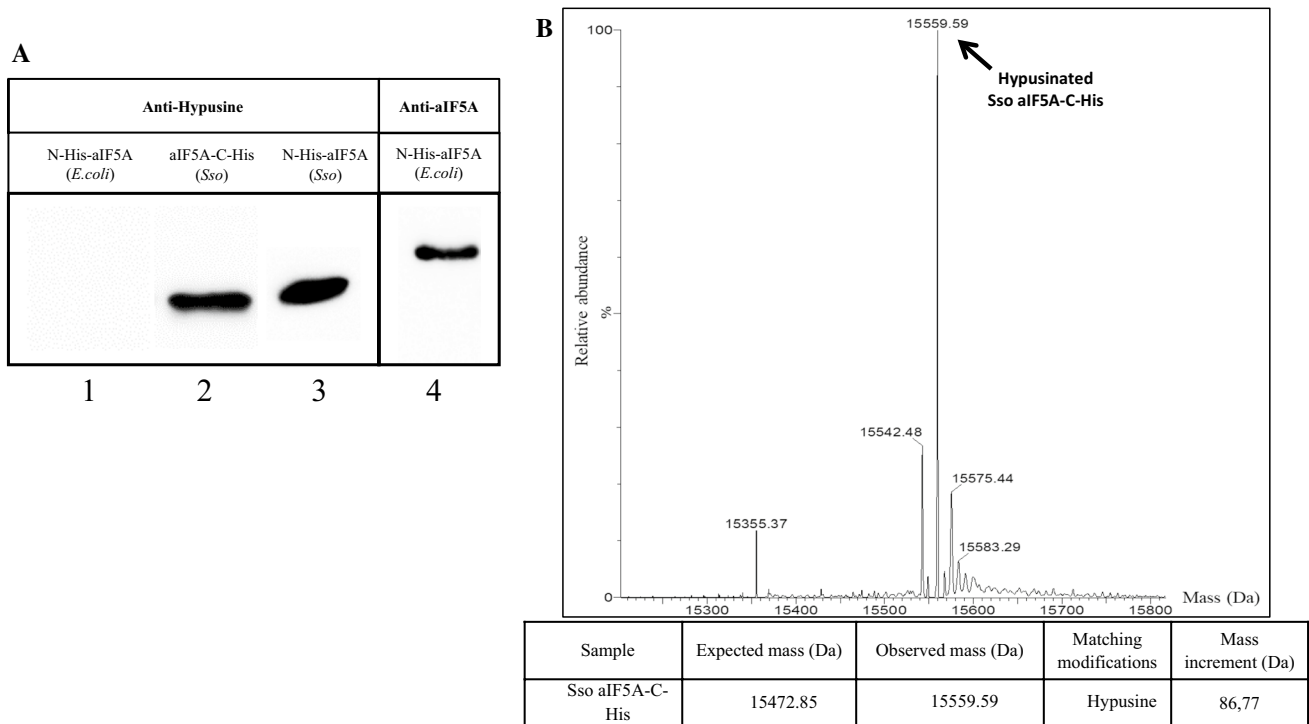 A
Anti-Hypusine
Anti-aIF5A
N-His-aIF5A
(E.coli)
aIF5A-C-His
(Sso)
N-His-aIF5A
(Sso)
N-His-aIF5A
(E.coli)
1
2
3
4
B
100
%
0
Relative abundance
15559.59
Hypusinated
Sso aIF5A-C-His
15542.48
15575.44
15583.29
15355.37
15300
15400
15500
15600
15700
15800
Mass (Da)
Sample
Expected mass (Da)
Observed mass (Da)
Matching
modifications
Mass
increment (Da)
Sso aIF5A-C-
His
15472.85
15559.59
Hypusine
86,77